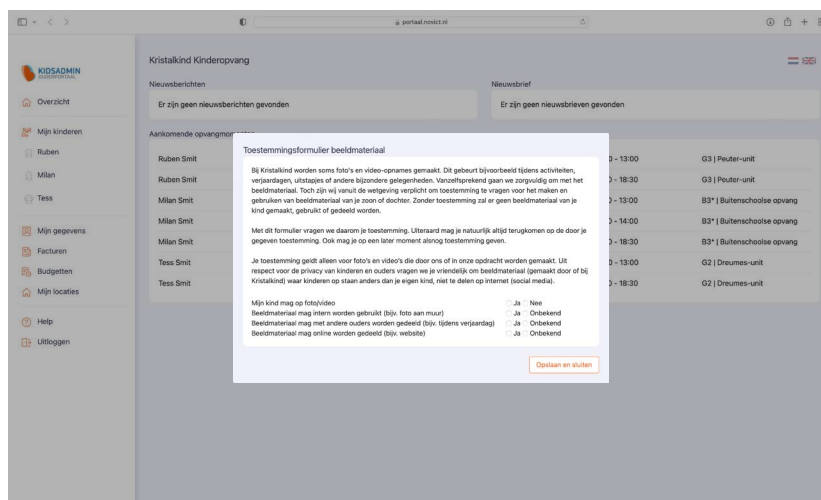 portaal.novict.nl
KIDSADMIN
OUDERPORTAAL
Overzicht
Mijn kinderen
Ruben
Milan
Tess
Mijn gegevens
Facturen
Budgetten
Mijn locaties
Help
Uitloggen
Kristalkind Kinderopvang
Nieuwsberichten
Nieuwsbrief
Er zijn geen nieuwsberichten gevonden
Er zijn geen nieuwsbrieven gevonden
Aankomende opvangmomenten
Ruben Smit
0 - 13:00
G3 | Peuter-unit
Ruben Smit
0 - 18:30
G3 | Peuter-unit
Milan Smit
0 - 13:00
B3* | Buitenschoolse opvang
Milan Smit
0 - 14:00
B3* | Buitenschoolse opvang
Milan Smit
0 - 18:30
B3* | Buitenschoolse opvang
Tess Smit
0 - 13:00
G2 | Dreumes-unit
Tess Smit
0 - 18:30
G2 | Dreumes-unit
Toestemmingsformulier beeldmateriaal
Bij Kristalkind worden soms foto's en video-opnames gemaakt. Dit gebeurt bijvoorbeeld tijdens activiteiten,
verjaardagen, uitstapjes of andere bijzondere gelegenheden. Vanzelfsprekend gaan we zorgvuldig om met het
beeldmateriaal. Toch zijn wij vanuit de wetgeving verplicht om toestemming te vragen voor het maken en
gebruiken van beeldmateriaal van je zoon of dochter. Zonder toestemming zal er geen beeldmateriaal van je
kind gemaakt, gebruikt of gedeeld worden.
Met dit formulier vragen we daarom je toestemming. Uiteraard mag je natuurlijk altijd terugkomen op de door je
gegeven toestemming. Ook mag je op een later moment alsnog toestemming geven.
Je toestemming geldt alleen voor foto's en video's die door ons of in onze opdracht worden gemaakt. Uit
respect voor de privacy van kinderen en ouders vragen we je vriendelijk om beeldmateriaal (gemaakt door of bij
Kristalkind) waar kinderen op staan anders dan je eigen kind, niet te delen op internet (social media).
Mijn kind mag op foto/video Ja Nee
Beeldmateriaal mag intern worden gebruikt (bijv. foto aan muur) Ja Onbekend
Beeldmateriaal mag met andere ouders worden gedeeld (bijv. tijdens verjaardag) Ja Onbekend
Beeldmateriaal mag online worden gedeeld (bijv. website) Ja Onbekend
Opslaan en sluiten